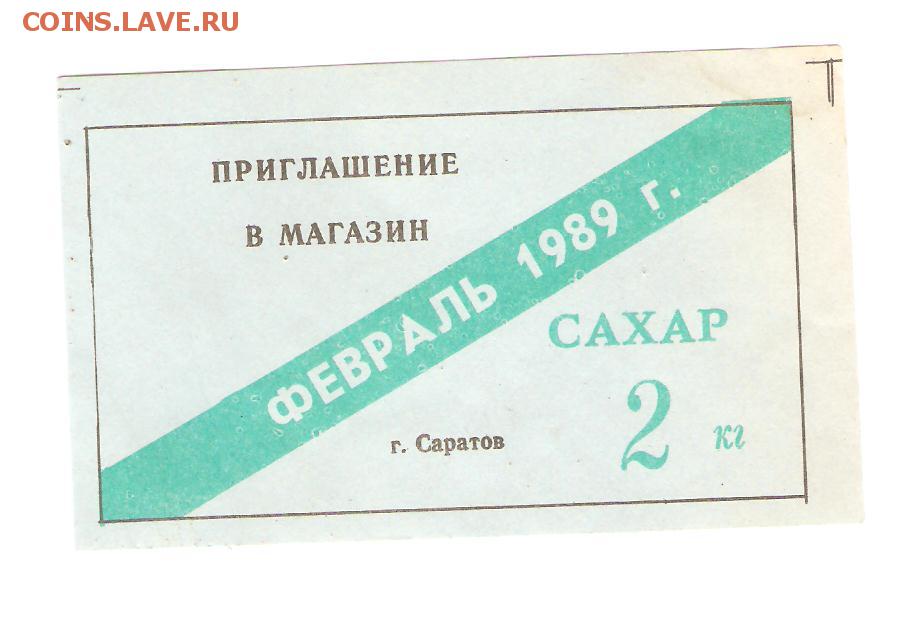 COINS.LAVE.RU
ПРИГЛАШЕНИЕ
В МАГАЗИН
ФЕВРАЛЬ 1989 г.
САХАР
2 кг
г. Саратов